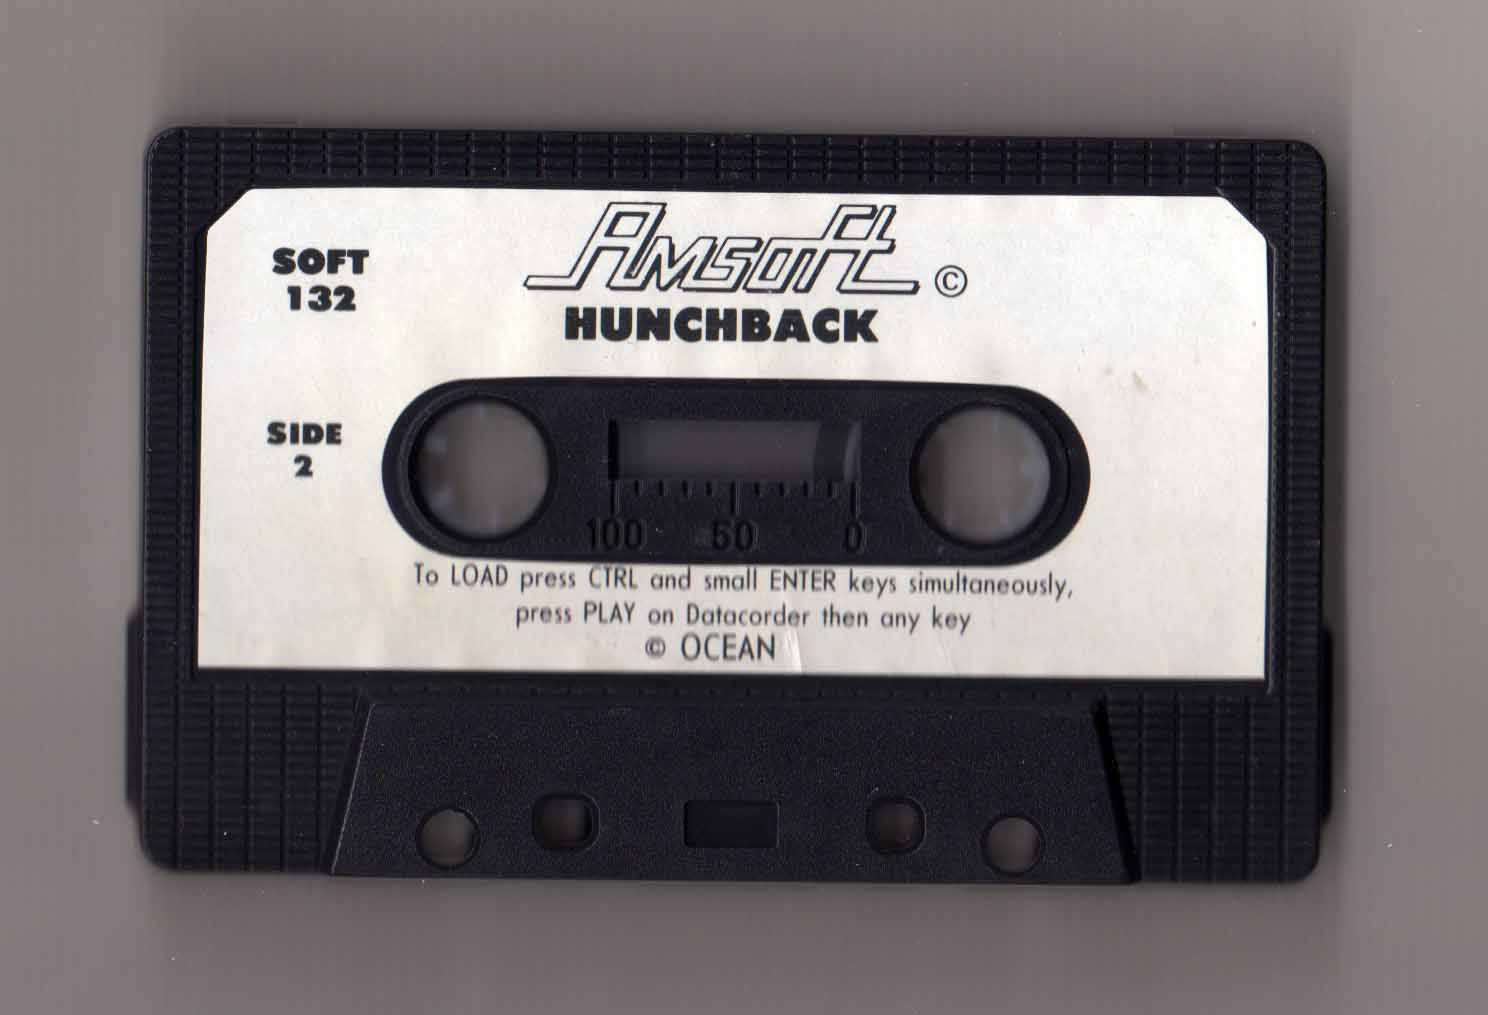 SOFT
132
Amsoft ©
HUNCHBACK
SIDE
2
100 50 0
To LOAD press CTRL and small ENTER keys simultaneously,
press PLAY on Datacorder then any key
© OCEAN